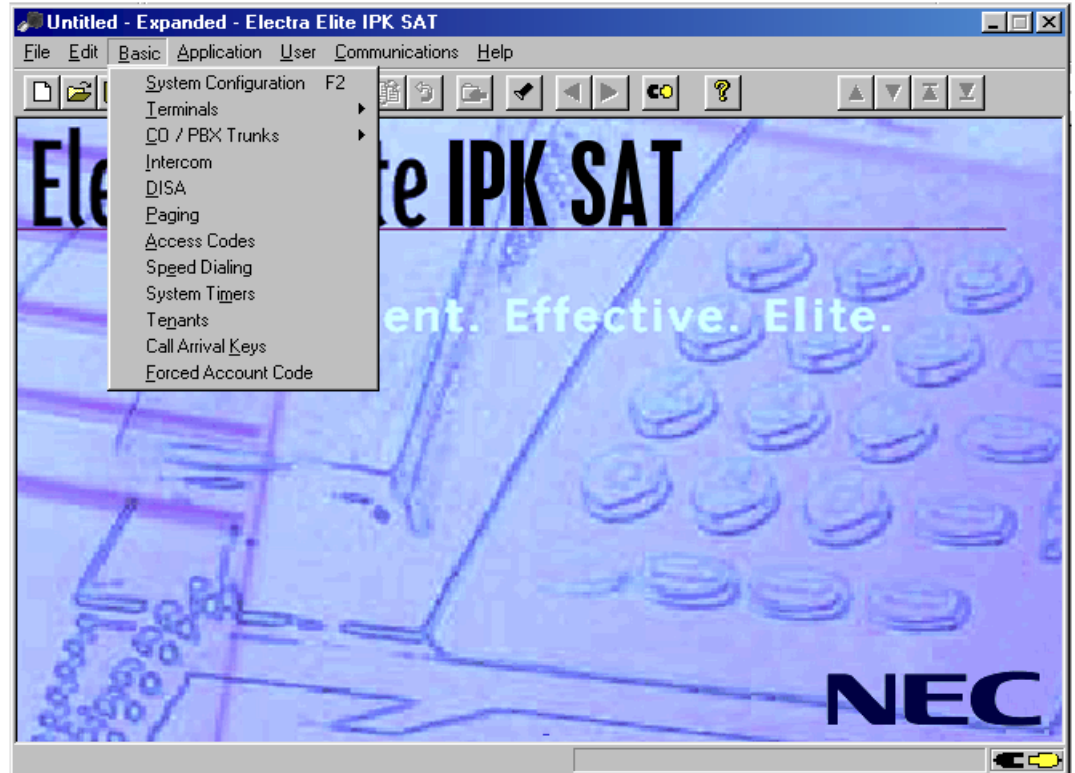 Untitled - Expanded - Electra Elite IPK SAT
File Edit Basic Application User Communications Help
System Configuration F2
Terminals
CO / PBX Trunks
Intercom
DISA
Paging
Access Codes
Speed Dialing
System Timers
Tenants
Call Arrival Keys
Forced Account Code
Ele te IPK SAT
ent. Effective. Elite.
NEC